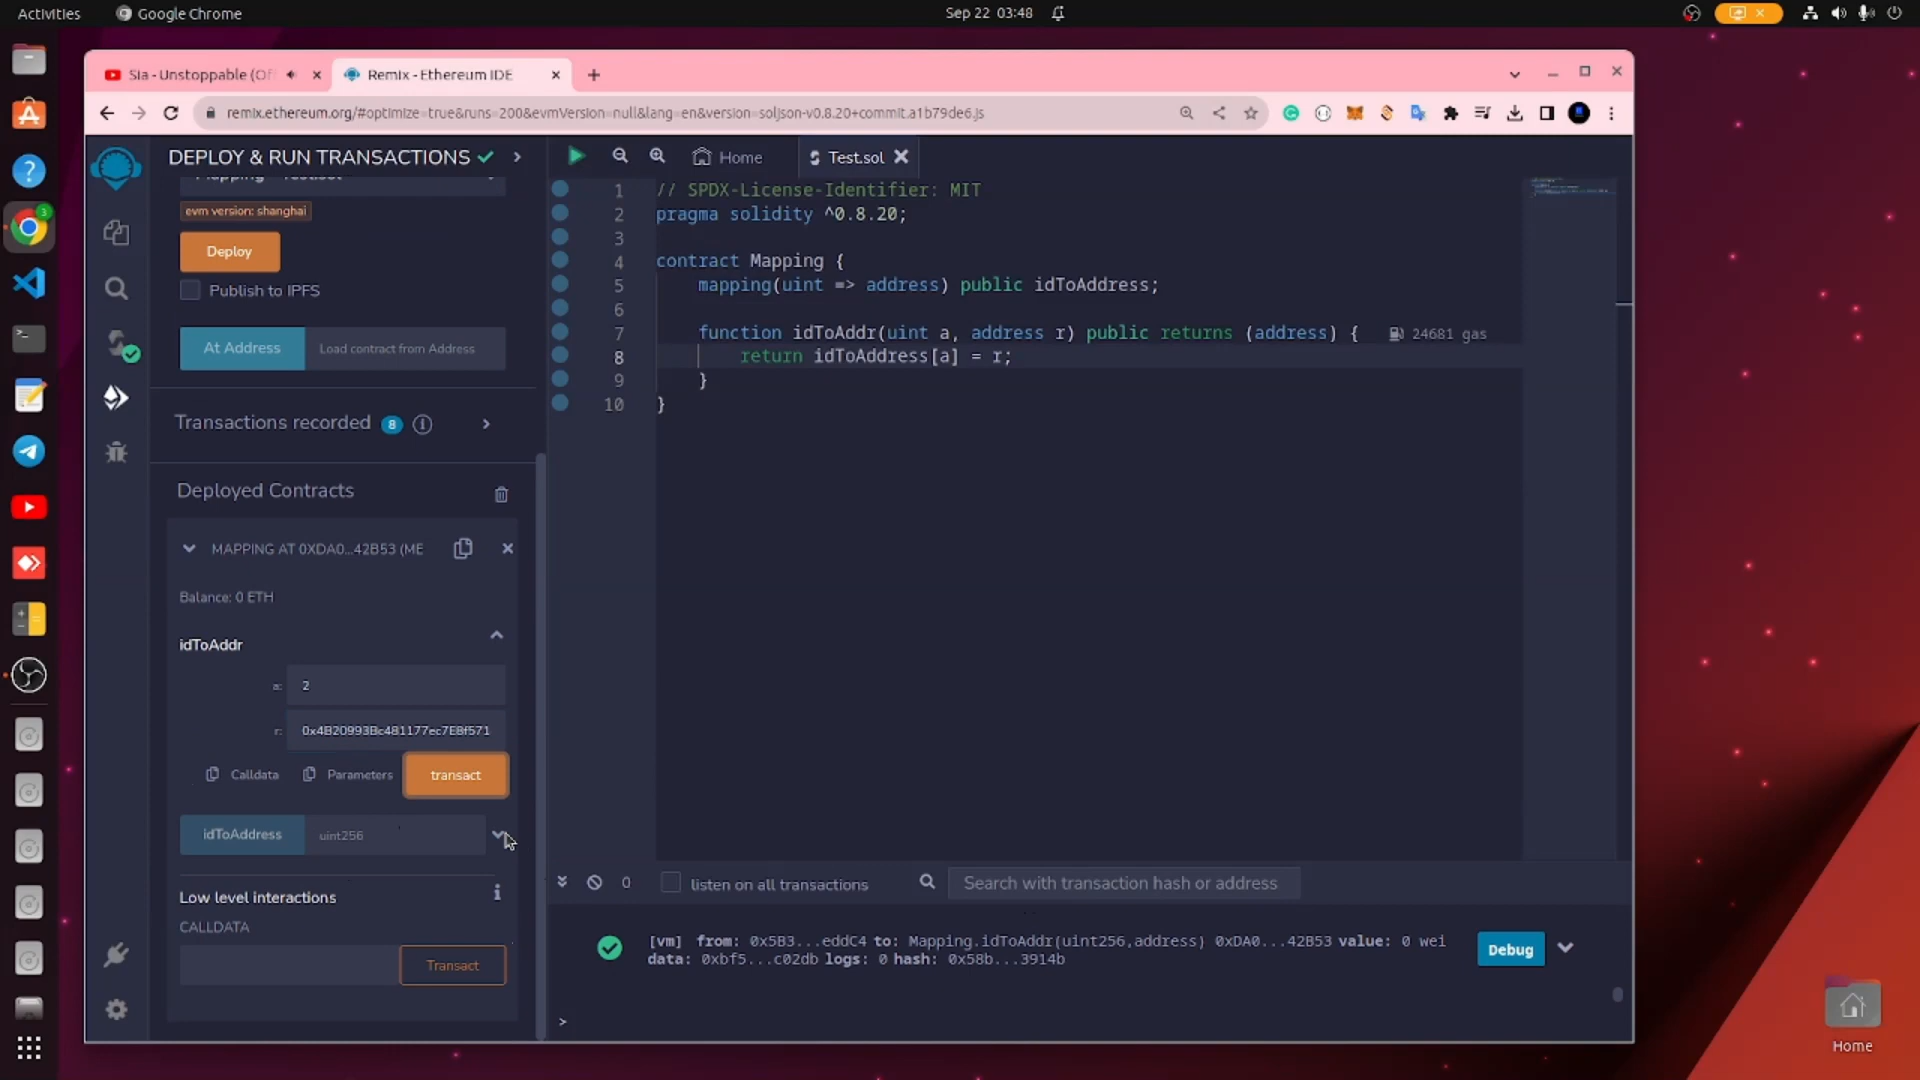 Activities
Google Chrome
Sep 22 03:48
Sia - Unstoppable (Of
Remix - Ethereum IDE
remix.ethereum.org/#optimize=true&runs=200&evmVersion=null&lang=en&version=soljson-v0.8.20+commit.a1b79de6.js
DEPLOY & RUN TRANSACTIONS
evm version: shanghai
Deploy
Publish to IPFS
At Address
Load contract from Address
Transactions recorded 8
Deployed Contracts
MAPPING AT 0XDA0...42B53 (ME
Balance: 0 ETH
idToAddr
a: 2
r: 0x4B20993Bc481177ec7E8f571
Calldata
Parameters
transact
idToAddress
uint256
Low level interactions
CALLDATA
Transact
Home
Test.sol
1 // SPDX-License-Identifier: MIT
2 pragma solidity ^0.8.20;
3
4 contract Mapping {
5 mapping(uint => address) public idToAddress;
6
7 function idToAddr(uint a, address r) public returns (address) { 24681 gas
8 return idToAddress[a] = r;
9 }
10 }
0
listen on all transactions
Search with transaction hash or address
[vm] from: 0x5B3...eddC4 to: Mapping.idToAddr(uint256,address) 0xDA0...42B53 value: 0 wei
data: 0xbf5...c02db logs: 0 hash: 0x58b...3914b
Debug
>
Home